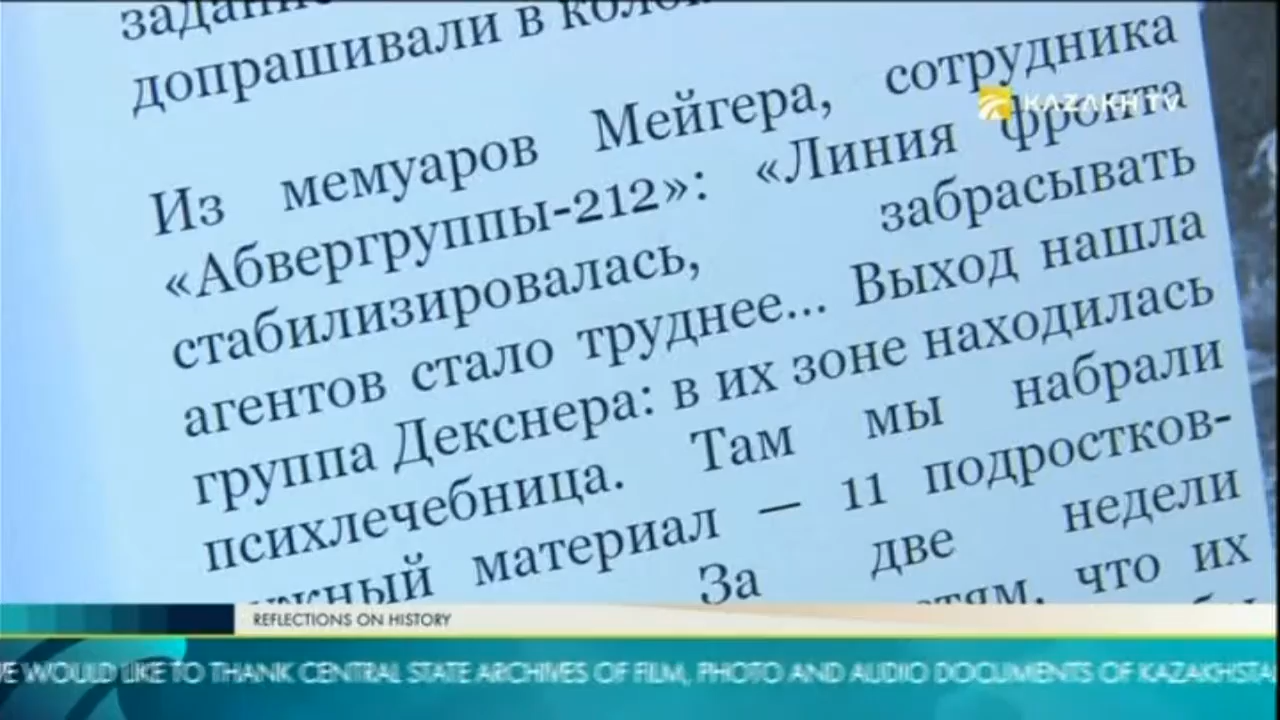 допрашивали в
Из мемуаров Мейгера, сотрудника
«Абвергруппы-212»: «Линия фронта
стабилизировалась, забрасывать
агентов стало труднее... Выход нашла
группа Декснера: в их зоне находилась
психлечебница. Там мы набрали
материал — 11 подростков-
За две недели
что их
KAZAKH TV
REFLECTIONS ON HISTORY
WOULD LIKE TO THANK CENTRAL STATE ARCHIVES OF FILM, PHOTO AND AUDIO DOCUMENTS OF